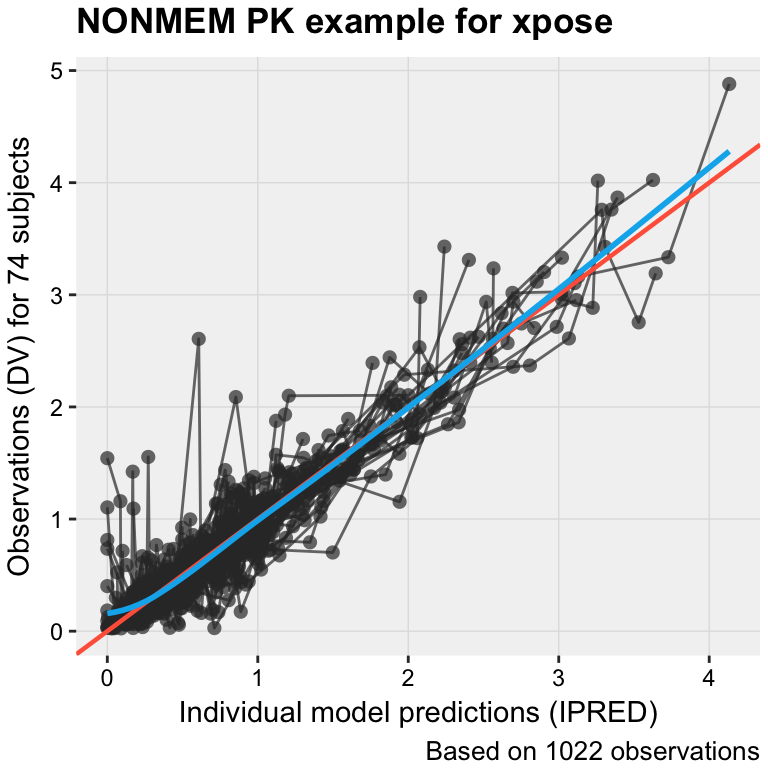 NONMEM PK example for xpose
Observations (DV) for 74 subjects
5
4
3
2
1
0
0 1 2 3 4
Individual model predictions (IPRED)
Based on 1022 observations